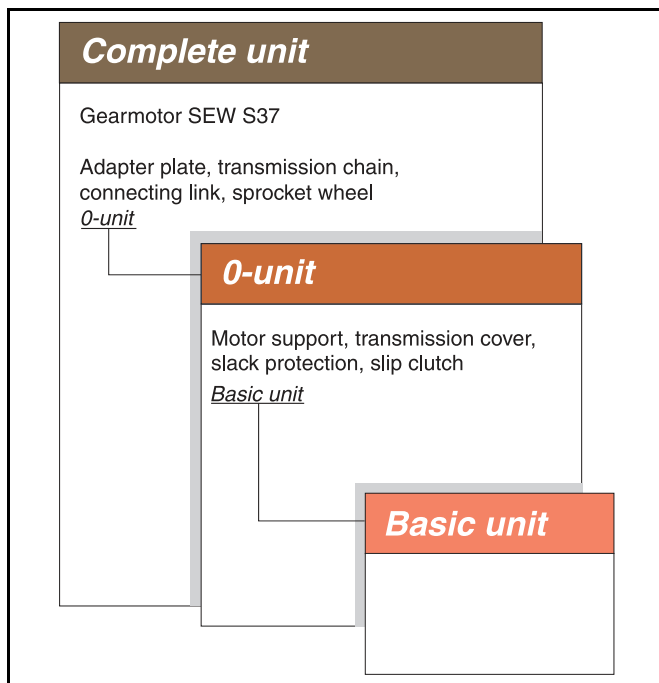 Complete unit
Gearmotor SEW S37
Adapter plate, transmission chain,
connecting link, sprocket wheel
0-unit
0-unit
Motor support, transmission cover,
slack protection, slip clutch
Basic unit
Basic unit